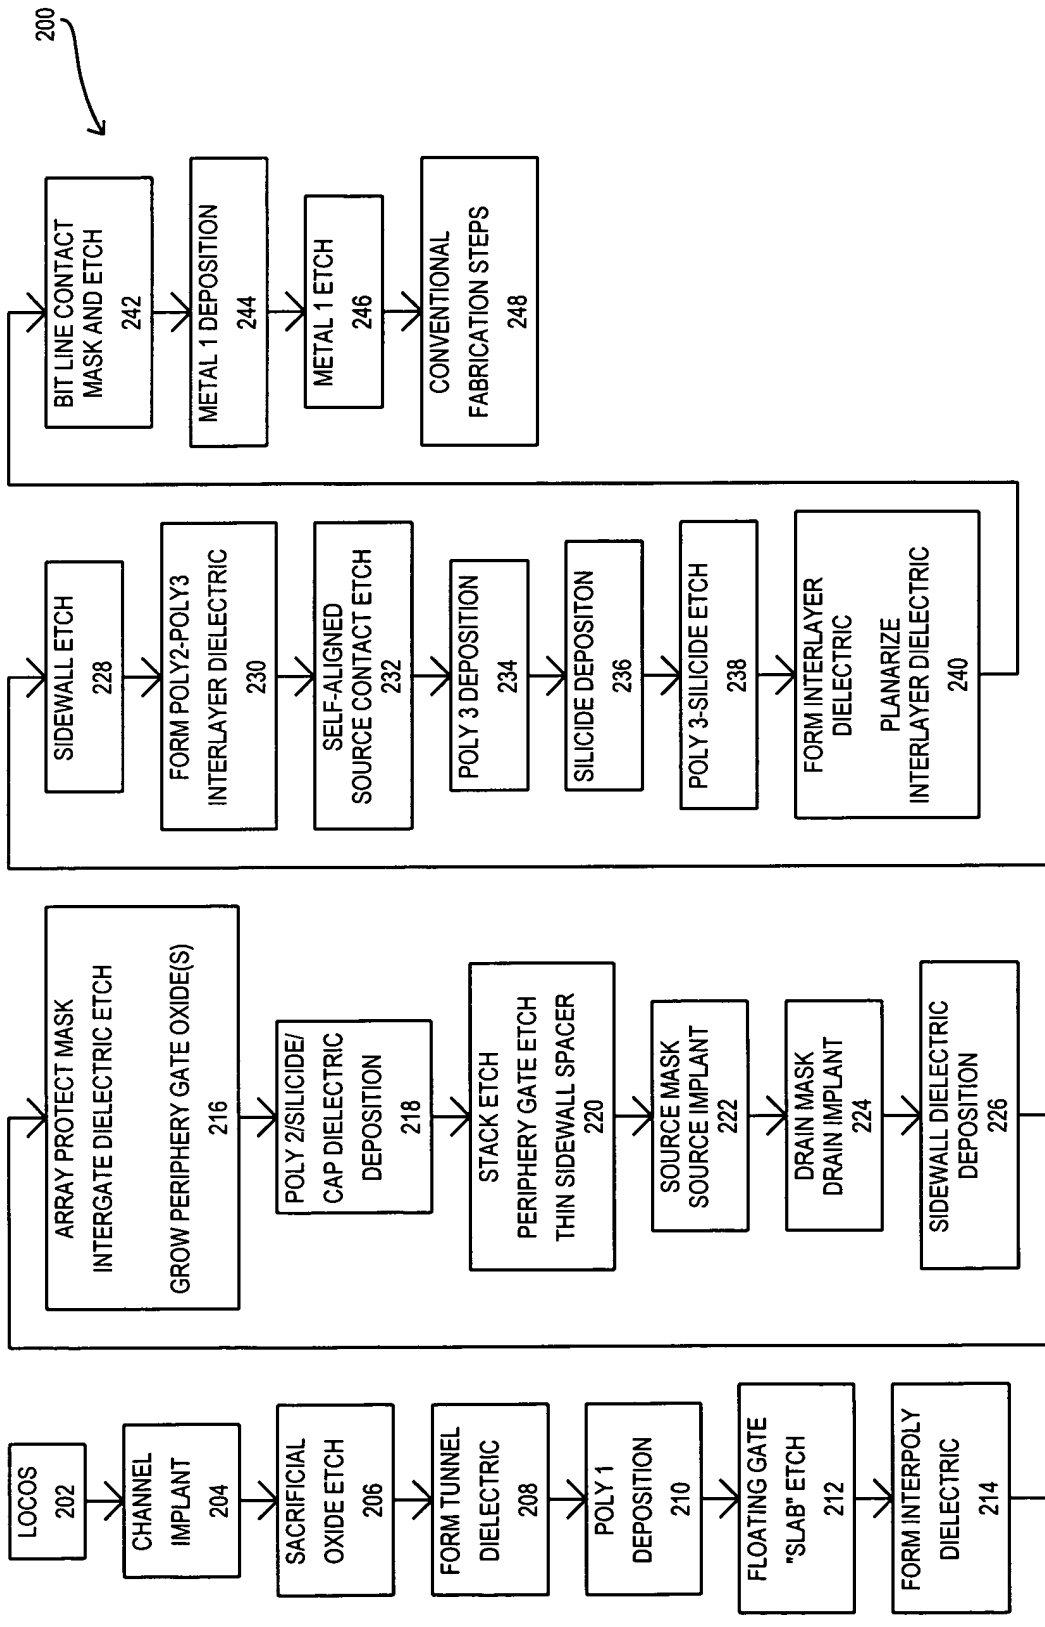 200
LOCOS
202
CHANNEL
IMPLANT
204
SACRIFICIAL
OXIDE ETCH
206
FORM TUNNEL
DIELECTRIC
208
POLY 1
DEPOSITION
210
FLOATING GATE
"SLAB" ETCH
212
FORM INTERPOLY
DIELECTRIC
214
ARRAY PROTECT MASK
INTERGATE DIELECTRIC ETCH
GROW PERIPHERY GATE OXIDE(S)
216
POLY 2/SILICIDE/
CAP DIELECTRIC
DEPOSITION
218
STACK ETCH
PERIPHERY GATE ETCH
THIN SIDEWALL SPACER
220
SOURCE MASK
SOURCE IMPLANT
222
DRAIN MASK
DRAIN IMPLANT
224
SIDEWALL DIELECTRIC
DEPOSITION
226
SIDEWALL ETCH
228
FORM POLY2-POLY3
INTERLAYER DIELECTRIC
230
SELF-ALIGNED
SOURCE CONTACT ETCH
232
POLY 3 DEPOSITION
234
SILICIDE DEPOSITON
236
POLY 3-SILICIDE ETCH
238
FORM INTERLAYER
DIELECTRIC
PLANARIZE
INTERLAYER DIELECTRIC
240
BIT LINE CONTACT
MASK AND ETCH
242
METAL 1 DEPOSITION
244
METAL 1 ETCH
246
CONVENTIONAL
FABRICATION STEPS
248